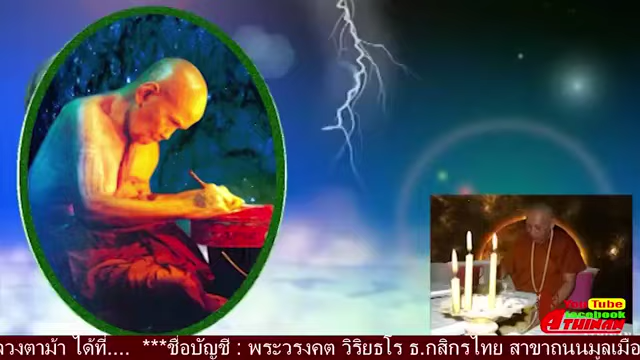 YouTube
facebook
ATHINAN
วงตาม้า ได้ที่.... ***ชื่อบัญชี : พระวรงคต วิริยธโร ธ.กสิกรไทย สาขาถนนมูลเมือ